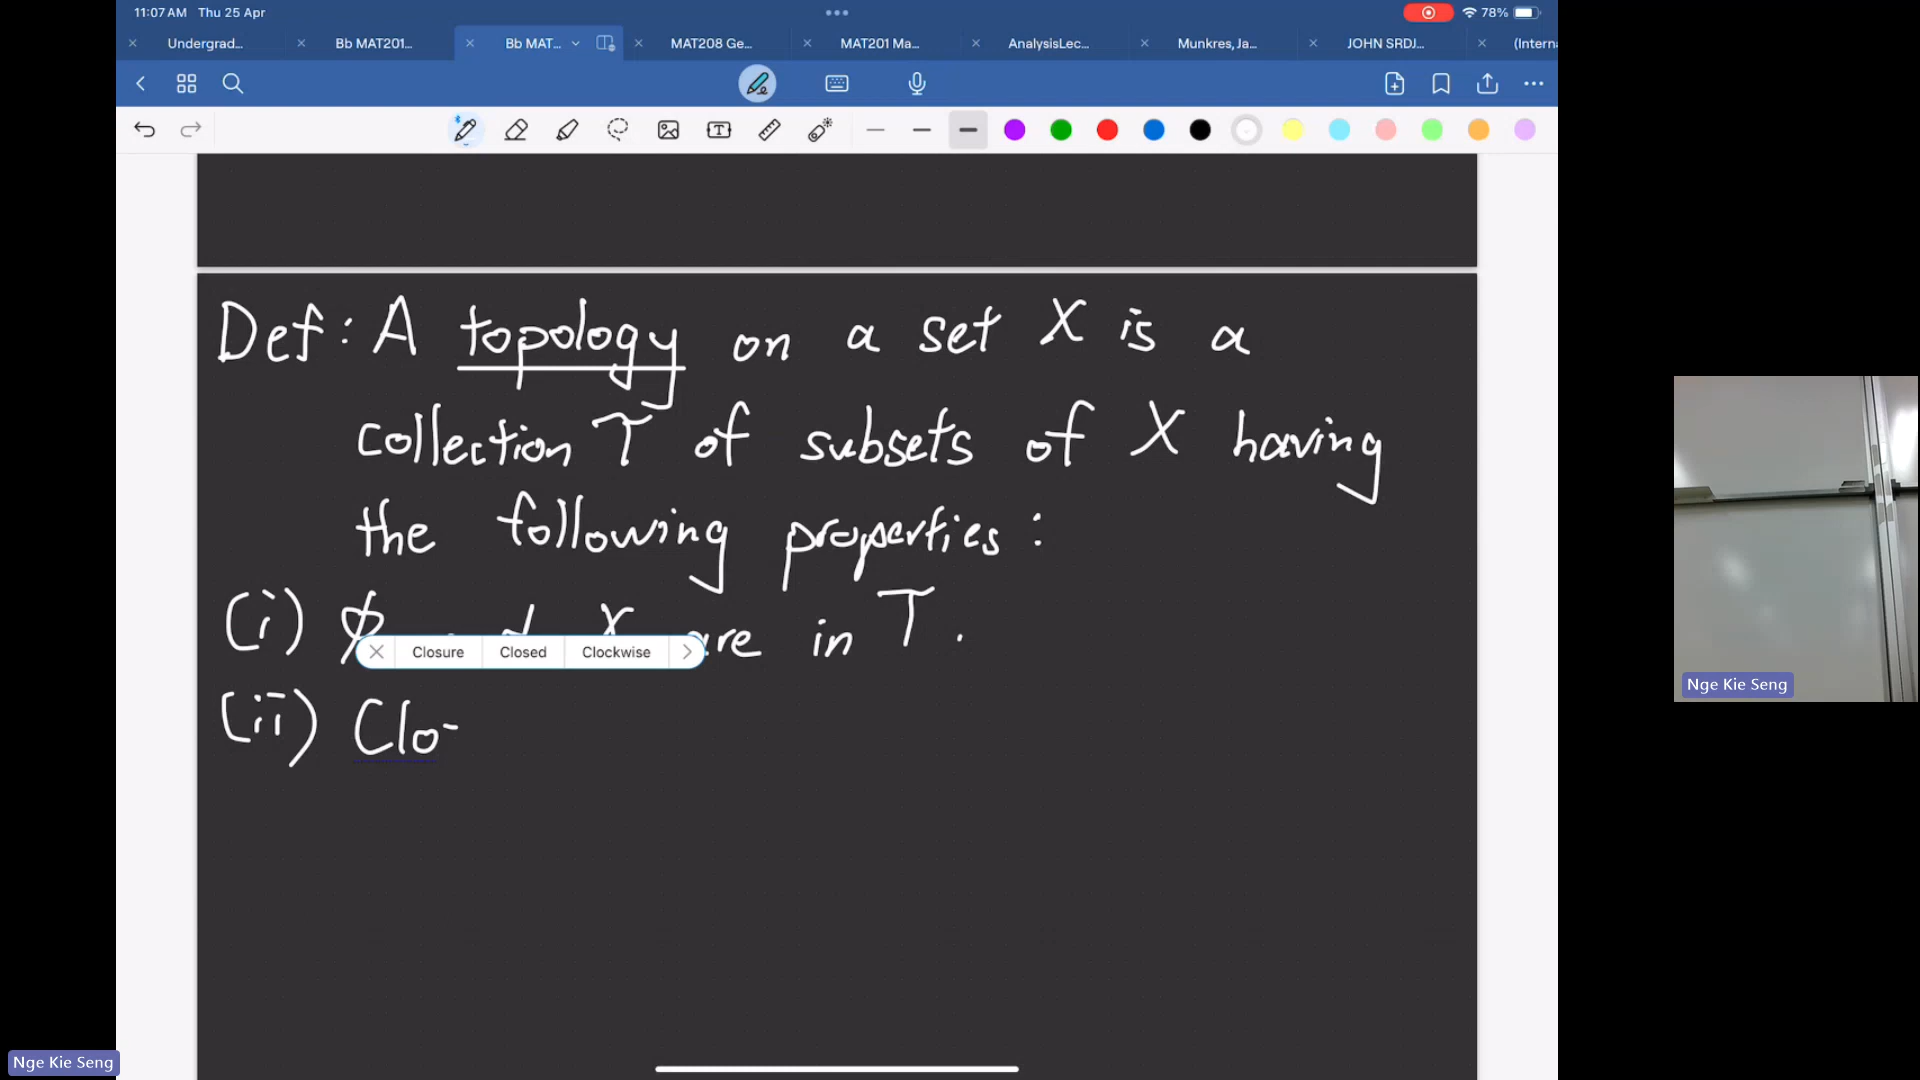 11:07 AM Thu 25 Apr
78%
Undergrad...
Bb MAT201...
Bb MAT...
MAT208 Ge...
MAT201 Ma...
AnalysisLec...
Munkres, Ja...
JOHN SRDJ...
(Intern
Def: A topology on a set X is a
collection T of subsets of X having
the following properties:
(i) ∅ X are in T.
Closure Closed Clockwise
(ii) Clo
Nge Kie Seng
Nge Kie Seng